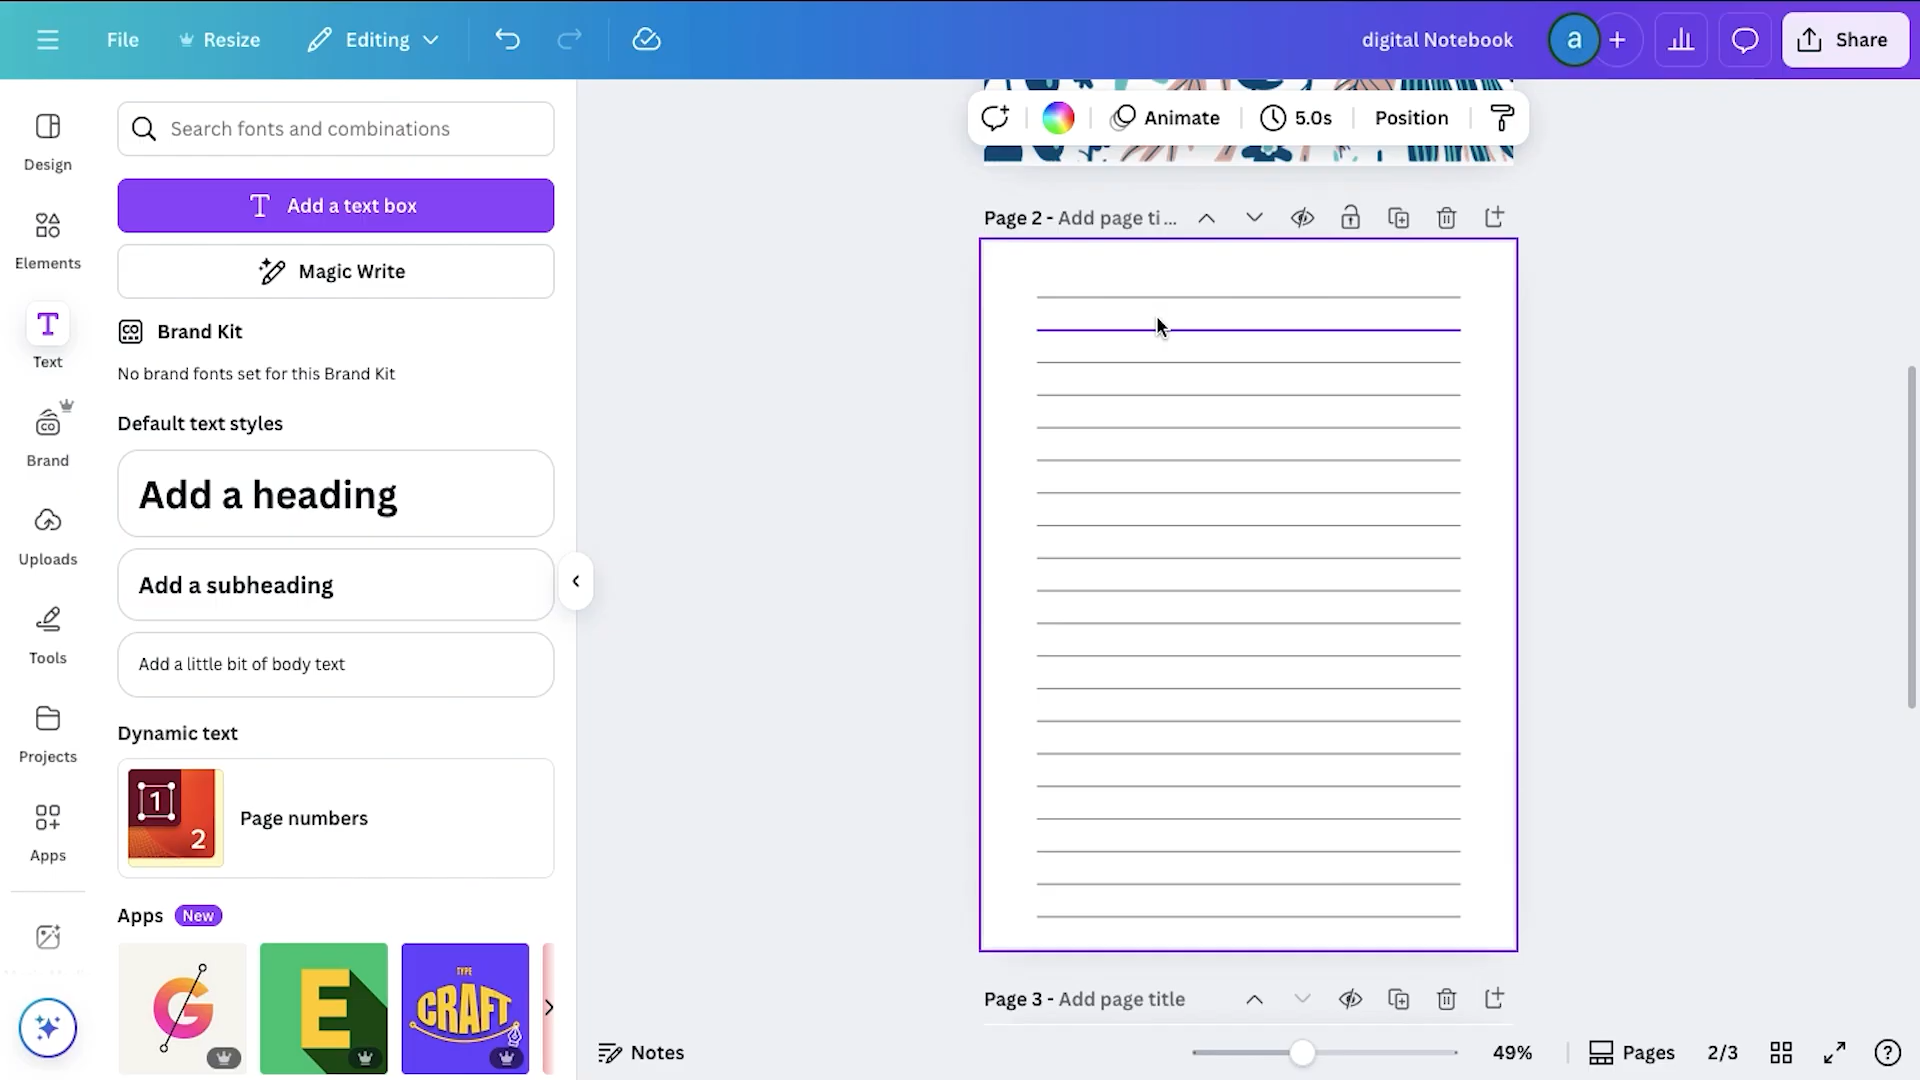 File
Resize
Editing
digital Notebook
a
Share
Design
Elements
Text
Brand
Uploads
Tools
Projects
Apps
Search fonts and combinations
Add a text box
Magic Write
Brand Kit
No brand fonts set for this Brand Kit
Default text styles
Add a heading
Add a subheading
Add a little bit of body text
Dynamic text
1
2
Page numbers
Apps New
G
E
TYPE
CRAFT
Animate
5.0s
Position
Page 2 - Add page ti...
Page 3 - Add page title
Notes
49%
Pages
2/3